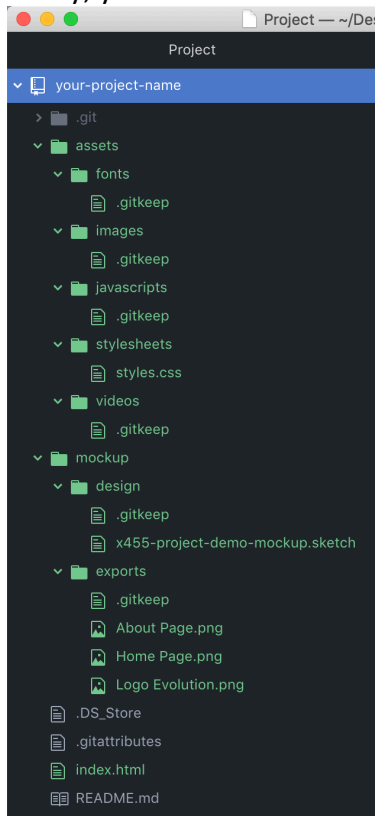 Project — ~/Des
Project
your-project-name
.git
assets
fonts
.gitkeep
images
.gitkeep
javascripts
.gitkeep
stylesheets
styles.css
videos
.gitkeep
mockup
design
.gitkeep
x455-project-demo-mockup.sketch
exports
.gitkeep
About Page.png
Home Page.png
Logo Evolution.png
.DS_Store
.gitattributes
index.html
README.md